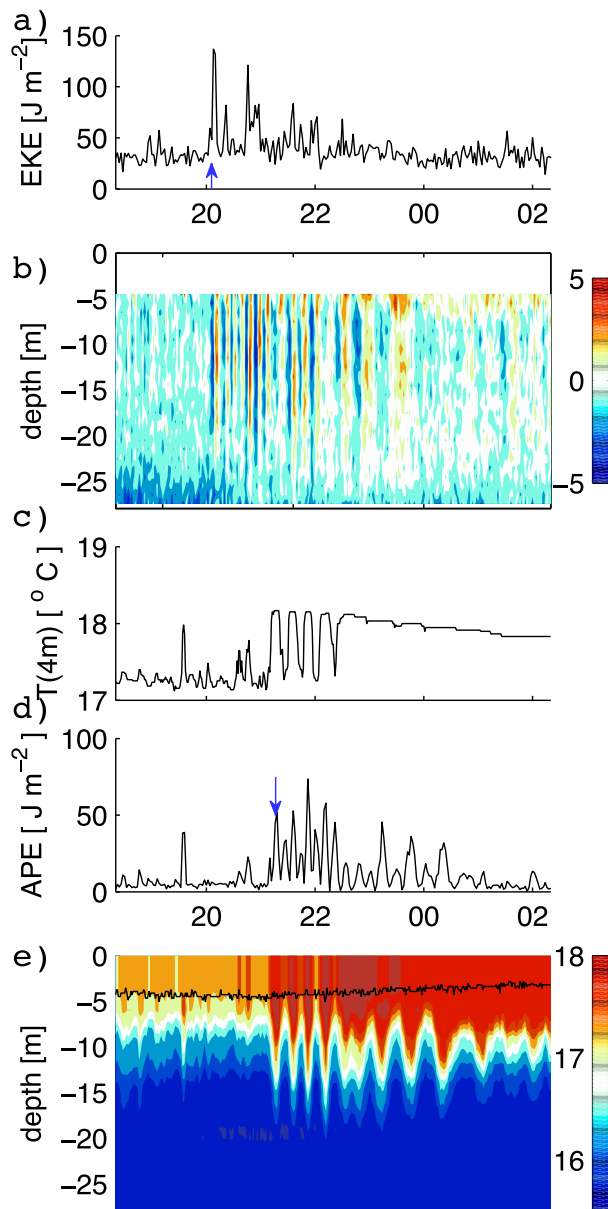 a)
EKE [J m⁻²]
150
100
50
0
20 22 00 02
b)
depth [m]
0
−5
−10
−15
−20
−25
5
0
−5
c)
T(4m) [ ° C ]
19
18
17
d)
APE [ J m⁻²]
100
50
0
20 22 00 02
e)
depth [m]
0
−5
−10
−15
−20
−25
18
17
16